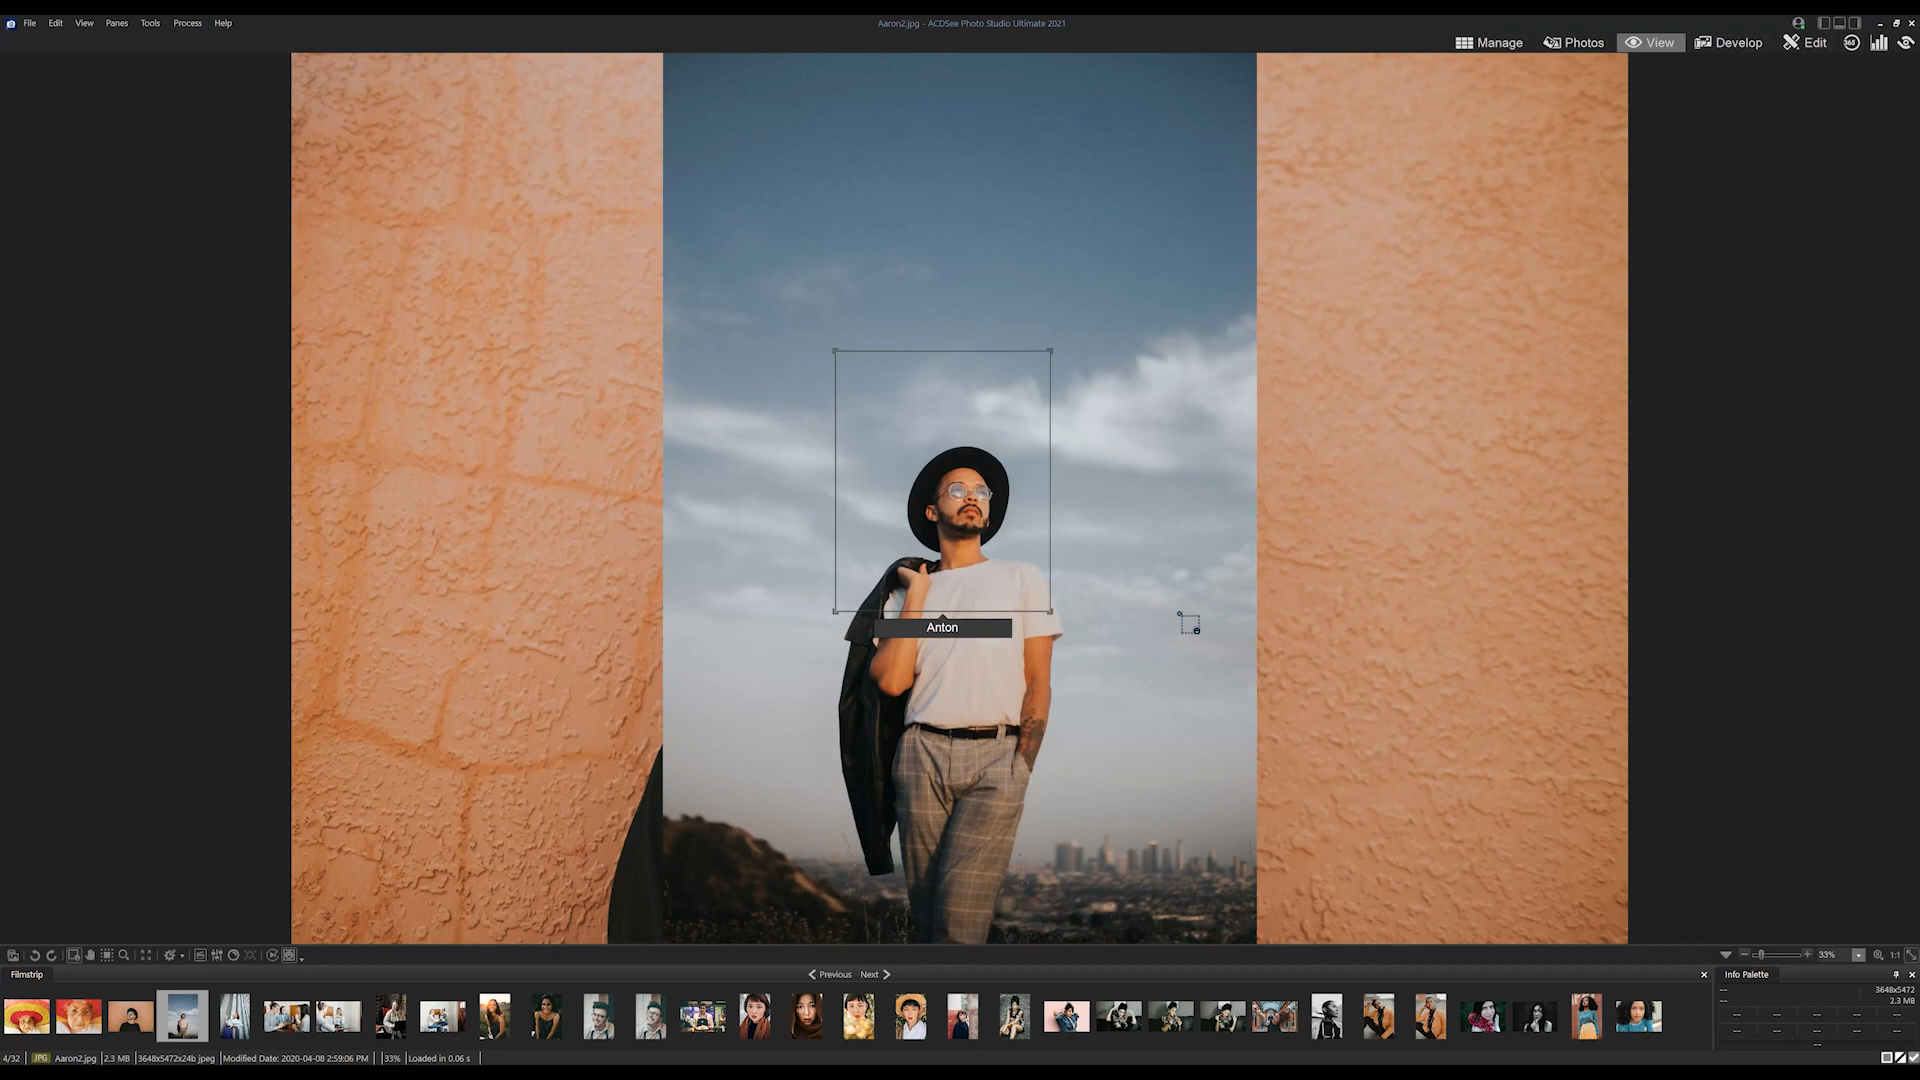 File Edit View Panes Tools Process Help
Aaron2.jpg - ACDSee Photo Studio Ultimate 2021
Manage Photos View Develop Edit 365
Anton
33% 1:1
Filmstrip
Previous Next
Info Palette
3648x5472
2.3 MB
-- -- -- -- --
-- -- -- -- --
--
4/32 JPG Aaron2.jpg 2.3 MB 3648x5472x24b jpeg Modified Date: 2020-04-08 2:59:06 PM 33% Loaded in 0.06 s